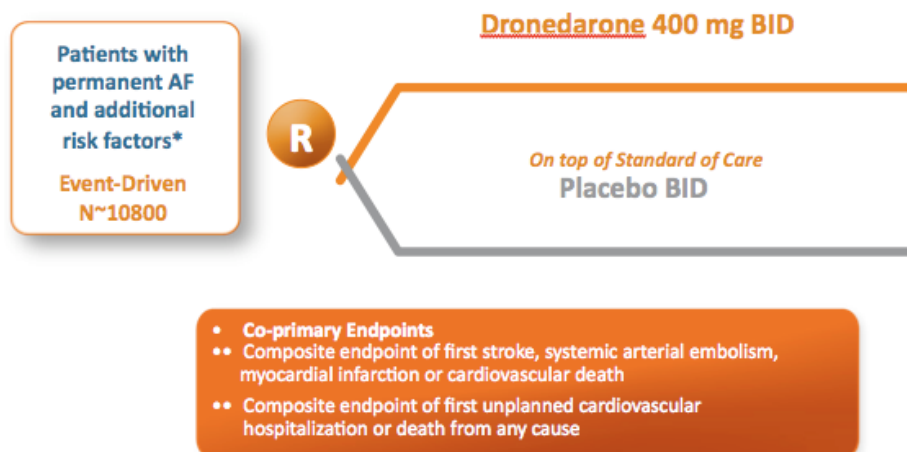 Dronedarone 400 mg BID
Patients with
permanent AF
and additional
risk factors*
Event-Driven
N~10800
R
On top of Standard of Care
Placebo BID
• Co-primary Endpoints
•• Composite endpoint of first stroke, systemic arterial embolism,
myocardial infarction or cardiovascular death
•• Composite endpoint of first unplanned cardiovascular
hospitalization or death from any cause